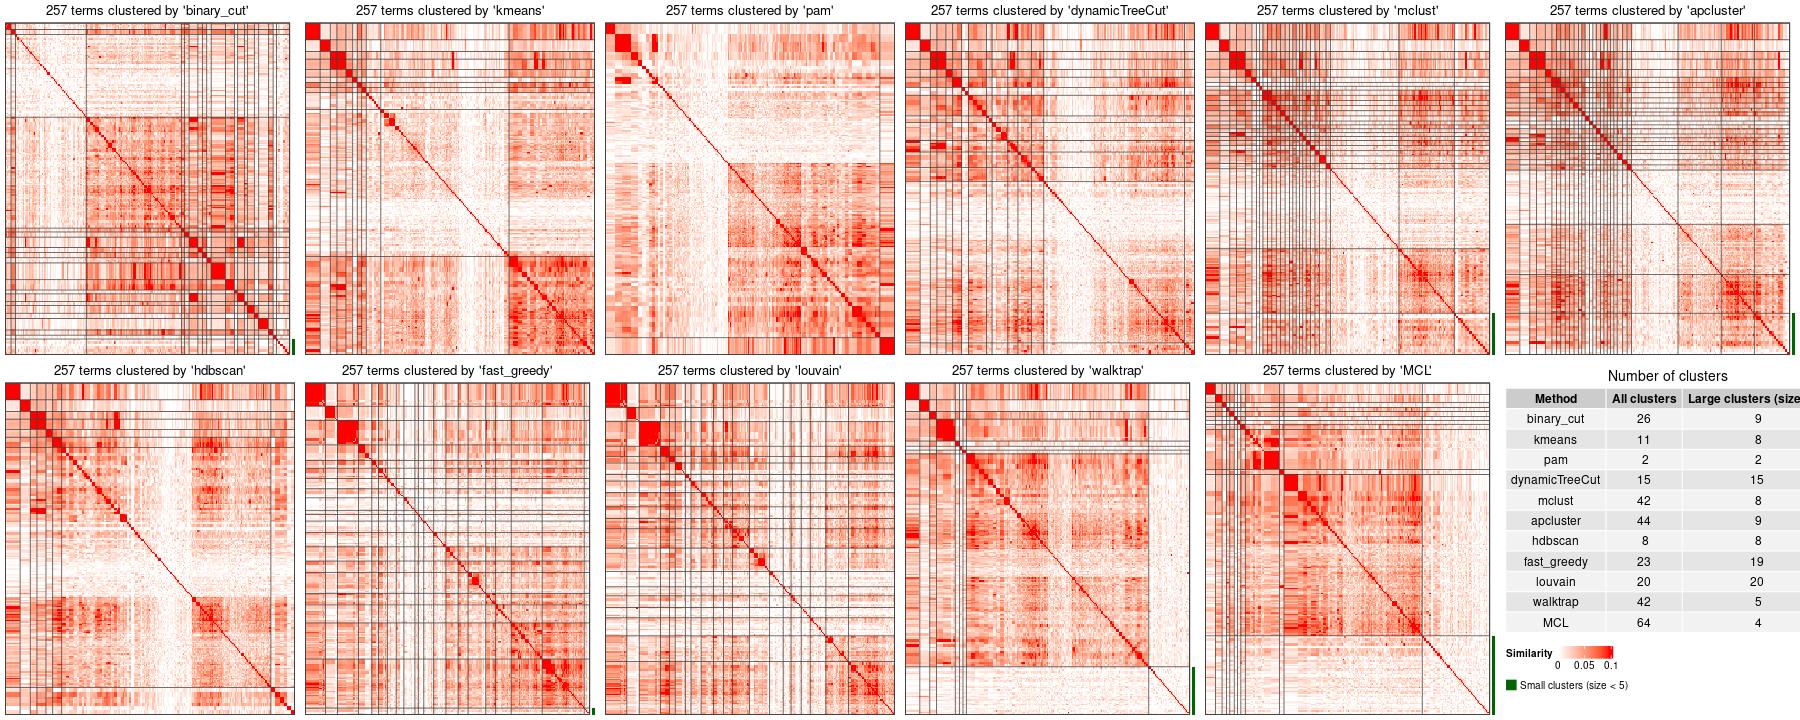 257 terms clustered by 'binary_cut'
257 terms clustered by 'kmeans'
257 terms clustered by 'pam'
257 terms clustered by 'dynamicTreeCut'
257 terms clustered by 'mclust'
257 terms clustered by 'apcluster'
257 terms clustered by 'hdbscan'
257 terms clustered by 'fast_greedy'
257 terms clustered by 'louvain'
257 terms clustered by 'walktrap'
257 terms clustered by 'MCL'
Number of clusters
Method All clusters Large clusters (size
binary_cut 26 9
kmeans 11 8
pam 2 2
dynamicTreeCut 15 15
mclust 42 8
apcluster 44 9
hdbscan 8 8
fast_greedy 23 19
louvain 20 20
walktrap 42 5
MCL 64 4
Similarity
0 0.05 0.1
Small clusters (size < 5)